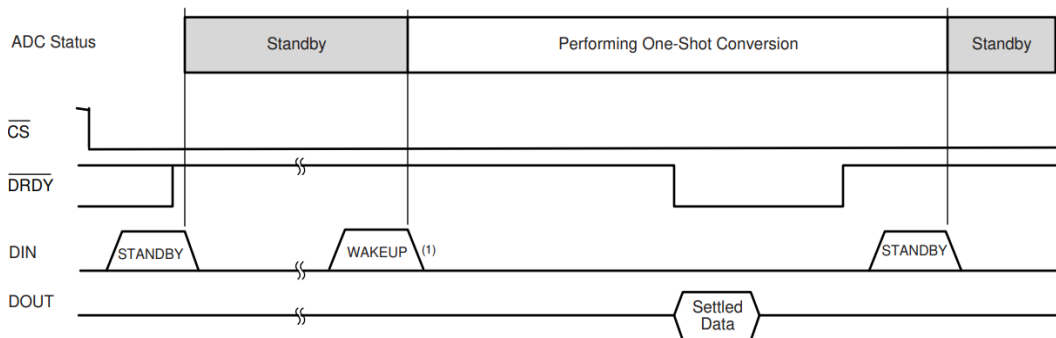 ADC Status
Standby
Performing One-Shot Conversion
Standby
CS
DRDY
DIN
STANDBY
WAKEUP
(1)
STANDBY
DOUT
Settled
Data